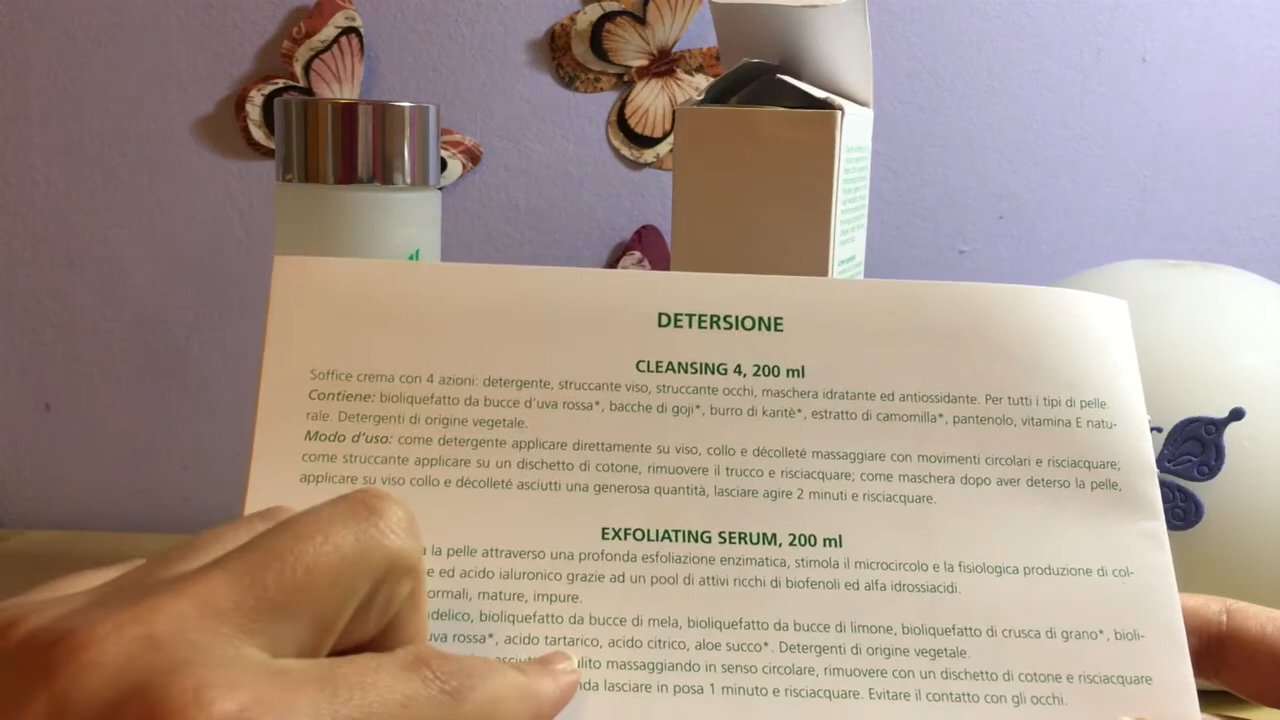 DETERSIONE
CLEANSING 4, 200 ml
Soffice crema con 4 azioni: detergente, struccante viso, struccante occhi, maschera idratante ed antiossidante. Per tutti i tipi di pelle.
Contiene: bioliquefatto da bucce d'uva rossa*, bacche di goji*, burro di karitè*, estratto di camomilla*, pantenolo, vitamina E natu-
rale. Detergenti di origine vegetale.
Modo d'uso: come detergente applicare direttamente su viso, collo e décolleté massaggiare con movimenti circolari e risciacquare;
come struccante applicare su un dischetto di cotone, rimuovere il trucco e risciacquare; come maschera dopo aver deterso la pelle,
applicare su viso collo e décolleté asciutti una generosa quantità, lasciare agire 2 minuti e risciacquare.
EXFOLIATING SERUM, 200 ml
la pelle attraverso una profonda esfoliazione enzimatica, stimola il microcircolo e la fisiologica produzione di col-
e ed acido ialuronico grazie ad un pool di attivi ricchi di biofenoli ed alfa idrossiacidi.
ormali, mature, impure.
delico, bioliquefatto da bucce di mela, bioliquefatto da bucce di limone, bioliquefatto di crusca di grano*, bioli-
uva rossa*, acido tartarico, acido citrico, aloe succo*. Detergenti di origine vegetale.
ulito massaggiando in senso circolare, rimuovere con un dischetto di cotone e risciacquare
nda lasciare in posa 1 minuto e risciacquare. Evitare il contatto con gli occhi.